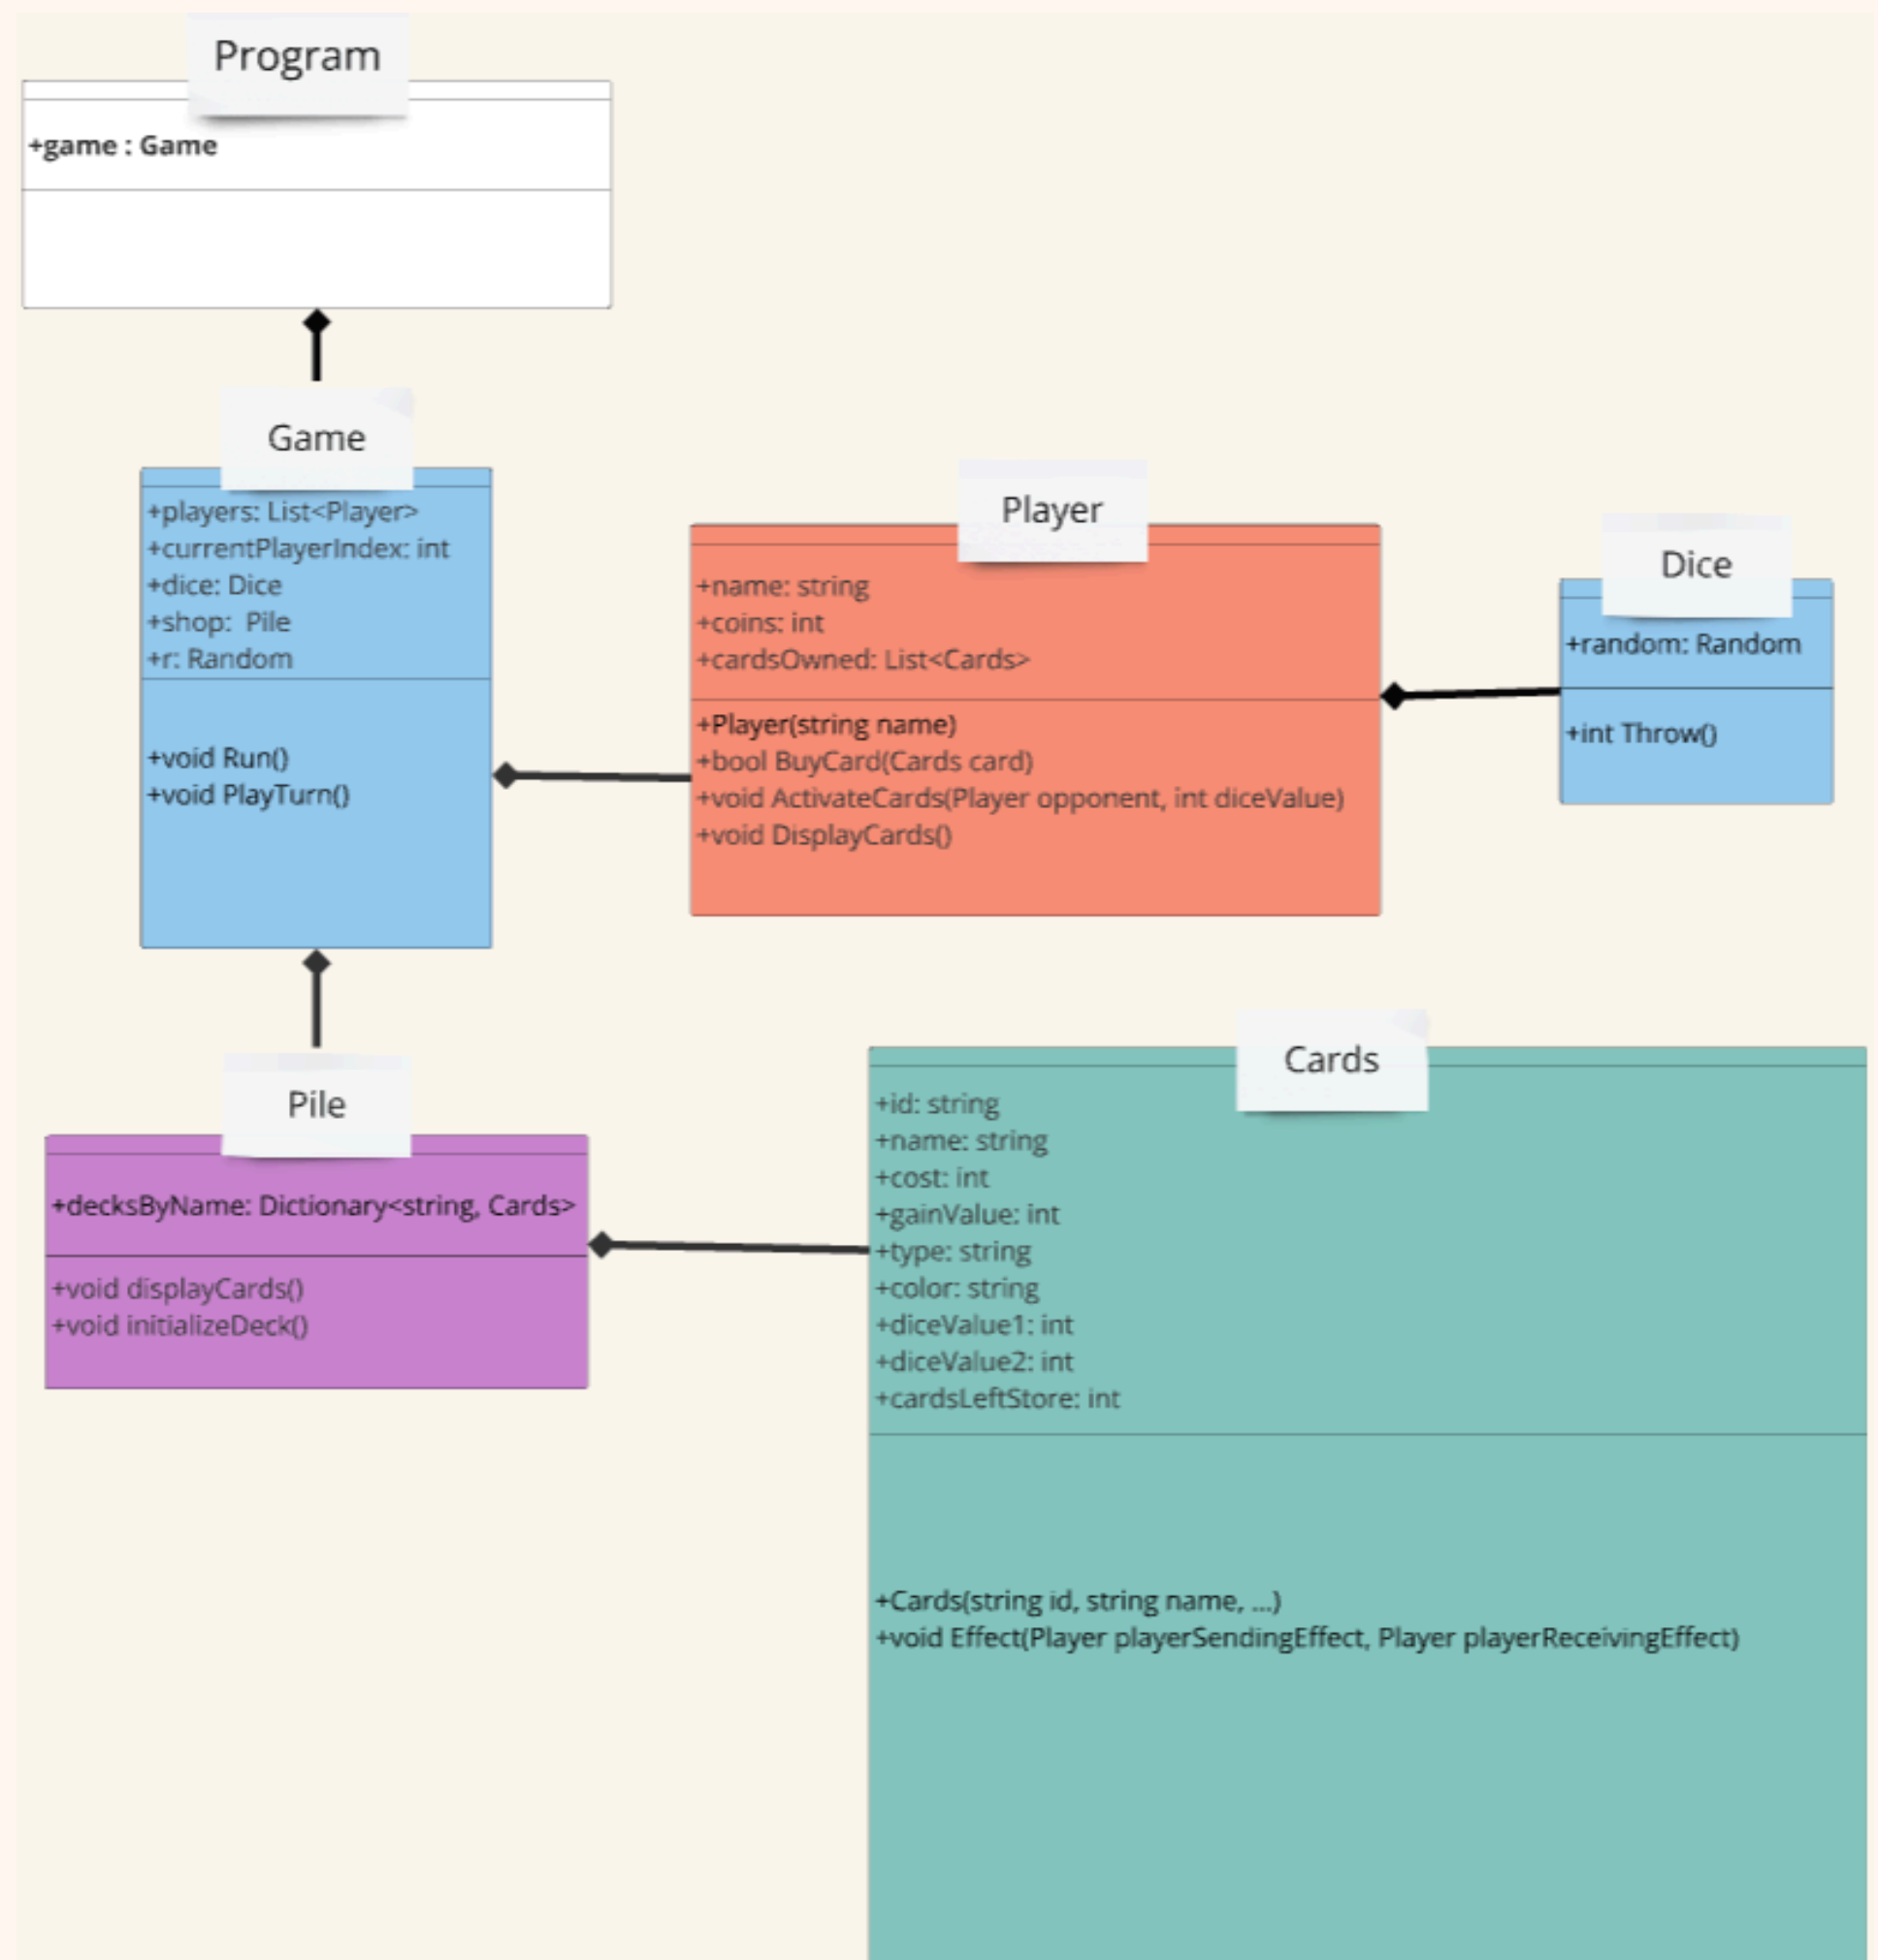 Program
+game : Game
Game
+players: List<Player>
+currentPlayerIndex: int
+dice: Dice
+shop:  Pile
+r: Random
+void Run()
+void PlayTurn()
Player
+name: string
+coins: int
+cardsOwned: List<Cards>
+Player(string name)
+bool BuyCard(Cards card)
+void ActivateCards(Player opponent, int diceValue)
+void DisplayCards()
Dice
+random: Random
+int Throw()
Pile
+decksByName: Dictionary<string, Cards>
+void displayCards()
+void initializeDeck()
Cards
+id: string
+name: string
+cost: int
+gainValue: int
+type: string
+color: string
+diceValue1: int
+diceValue2: int
+cardsLeftStore: int
+Cards(string id, string name, ...)
+void Effect(Player playerSendingEffect, Player playerReceivingEffect)